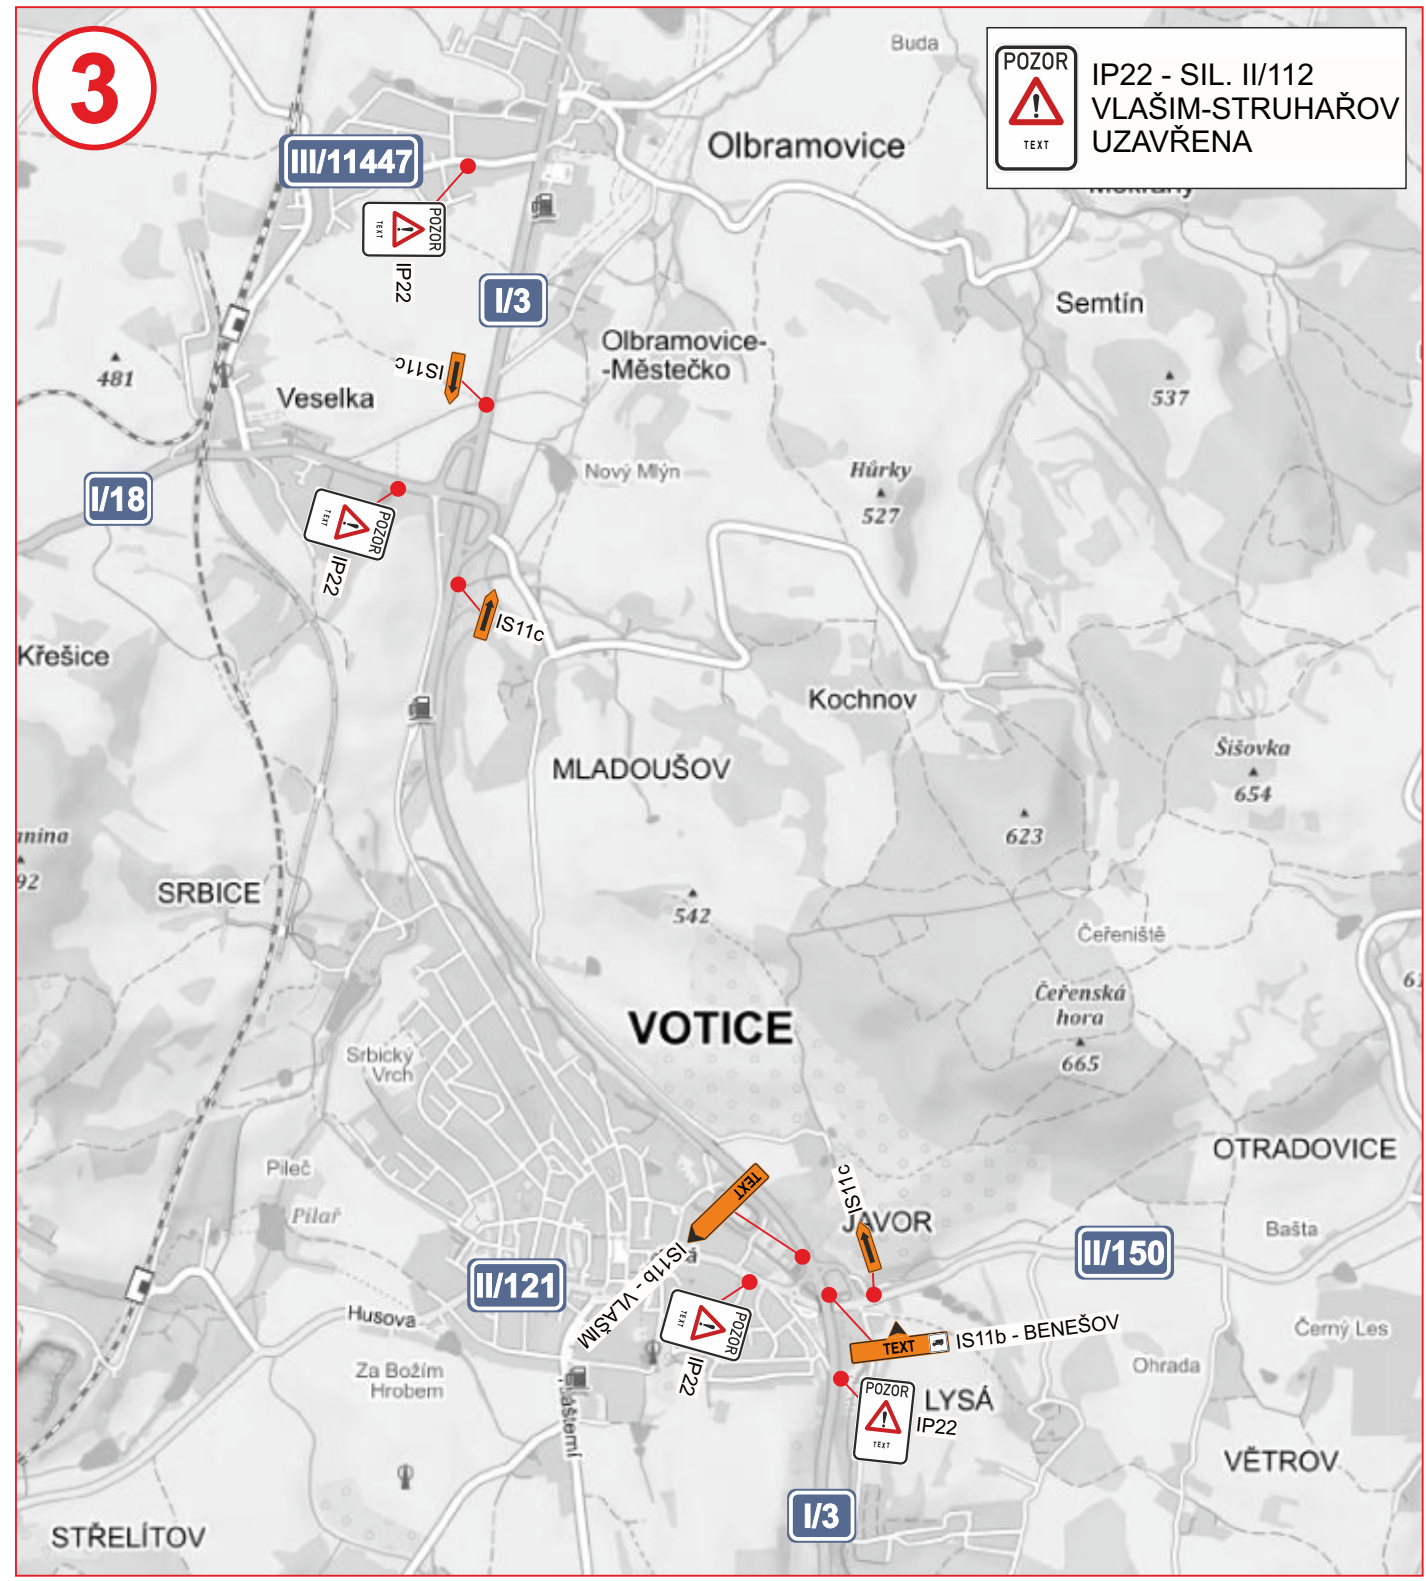 3
Buda
POZOR
TEXT
IP22 - SIL. II/112
VLAŠIM-STRUHAŘOV
UZAVŘENA
III/11447
Olbramovice
POZOR
TEXT
IP22
I/3
Semtín
Olbramovice-
-Městečko
IS11c
481
537
Veselka
Nový Mlýn
Hůrky
527
I/18
POZOR
TEXT
IP22
IS11c
Křešice
Kochnov
Šišovka
654
MLADOUŠOV
623
92
SRBICE
542
Čeřeniště
Čeřenská
hora
665
VOTICE
Srbický
Vrch
OTRADOVICE
Pileč
Pilař
TEXT
IS11b - VLAŠIM
IS11c
JAVOR
Bašta
II/150
II/121
Husova
POZOR
TEXT
IP22
TEXT
IS11b - BENEŠOV
Černý Les
Za Božím
Hrobem
Ohrada
POZOR
TEXT
IP22
LYSÁ
VĚTROV
I/3
STŘELÍTOV